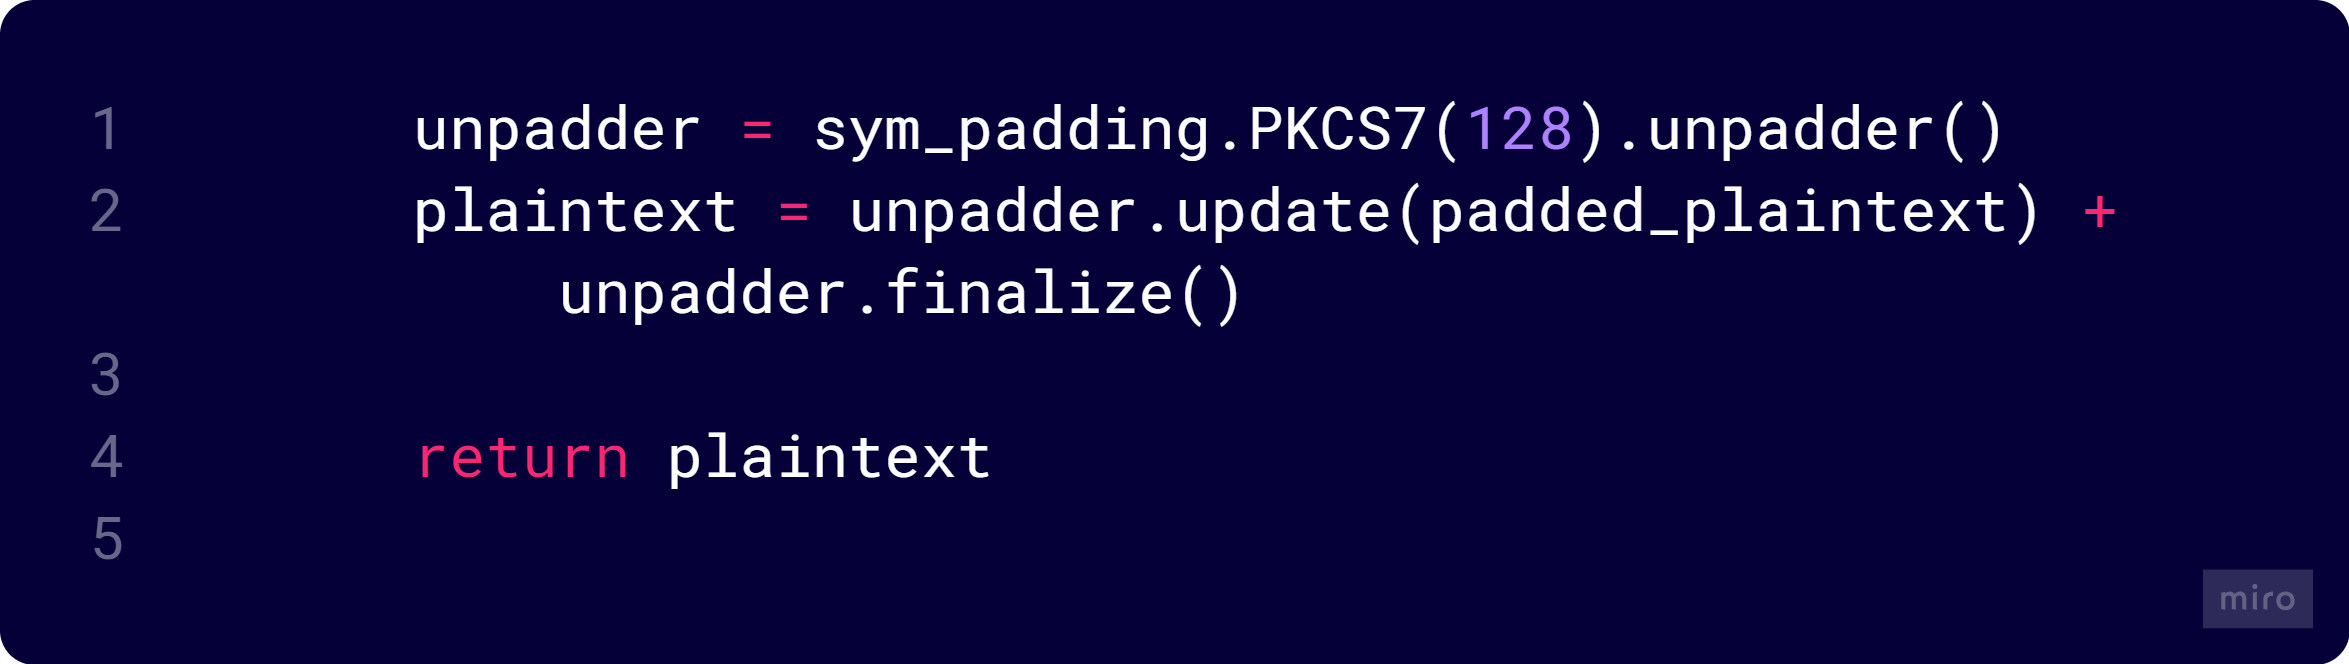 1 unpadder = sym_padding.PKCS7(128).unpadder()
2 plaintext = unpadder.update(padded_plaintext) +
unpadder.finalize()
3
4 return plaintext
5
miro